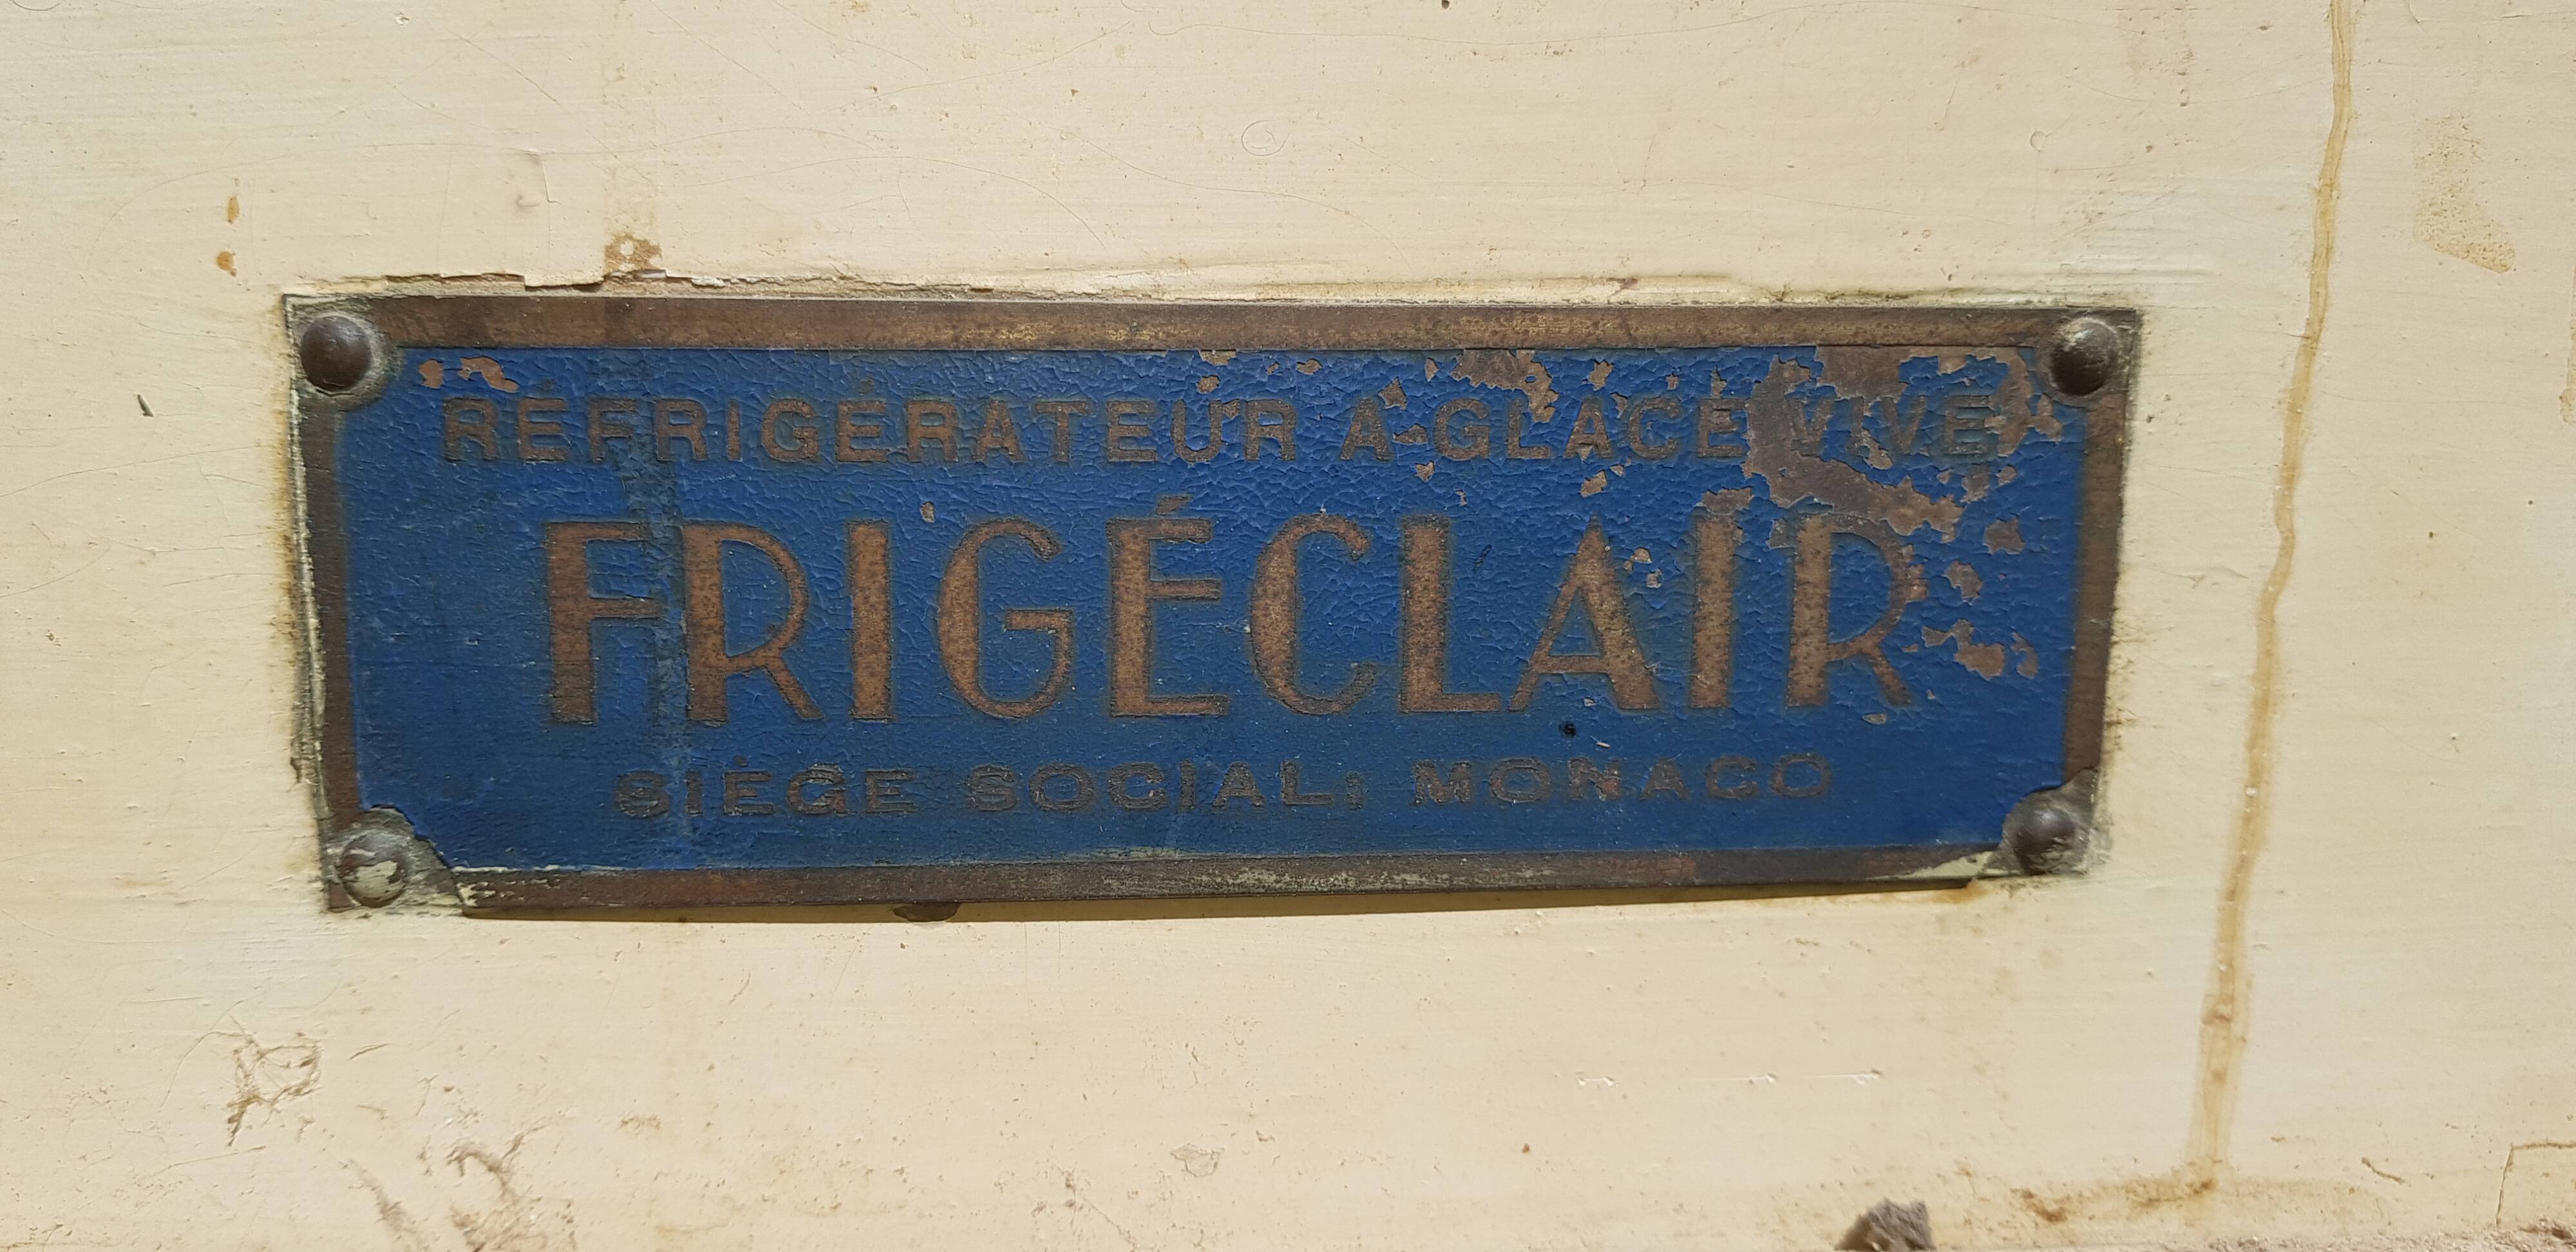 RÉFRIGÉRATEUR A GLACE VIVE
FRIGÉCLAIR
SIÈGE SOCIAL: MONACO